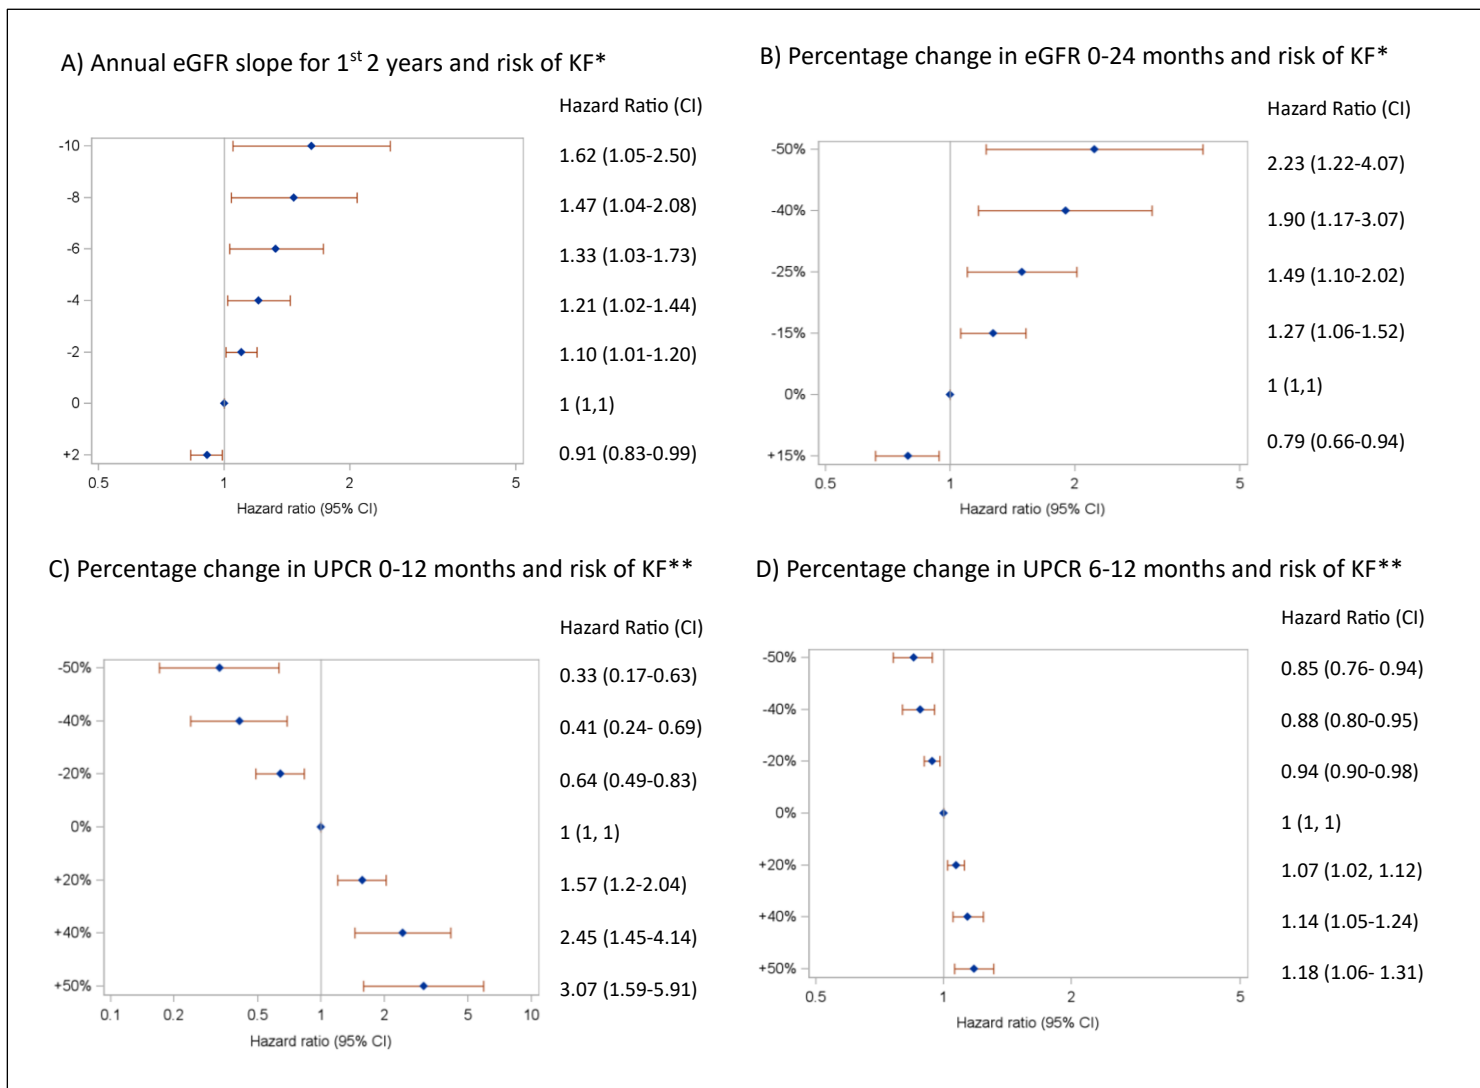 A) Annual eGFR slope for 1st 2 years and risk of KF*
Hazard Ratio (CI)
-10
1.62 (1.05-2.50)
-8
1.47 (1.04-2.08)
-6
1.33 (1.03-1.73)
-4
1.21 (1.02-1.44)
-2
1.10 (1.01-1.20)
0
1 (1,1)
+2
0.91 (0.83-0.99)
0.5 1 2 5
Hazard ratio (95% CI)
B) Percentage change in eGFR 0-24 months and risk of KF*
Hazard Ratio (CI)
-50%
2.23 (1.22-4.07)
-40%
1.90 (1.17-3.07)
-25%
1.49 (1.10-2.02)
-15%
1.27 (1.06-1.52)
0%
1 (1,1)
+15%
0.79 (0.66-0.94)
0.5 1 2 5
Hazard ratio (95% CI)
C) Percentage change in UPCR 0-12 months and risk of KF**
Hazard Ratio (CI)
-50%
0.33 (0.17-0.63)
-40%
0.41 (0.24- 0.69)
-20%
0.64 (0.49-0.83)
0%
1 (1, 1)
+20%
1.57 (1.2-2.04)
+40%
2.45 (1.45-4.14)
+50%
3.07 (1.59-5.91)
0.1 0.2 0.5 1 2 5 10
Hazard ratio (95% CI)
D) Percentage change in UPCR 6-12 months and risk of KF**
Hazard Ratio (CI)
-50%
0.85 (0.76- 0.94)
-40%
0.88 (0.80-0.95)
-20%
0.94 (0.90-0.98)
0%
1 (1, 1)
+20%
1.07 (1.02, 1.12)
+40%
1.14 (1.05-1.24)
+50%
1.18 (1.06- 1.31)
0.5 1 2 5
Hazard ratio (95% CI)